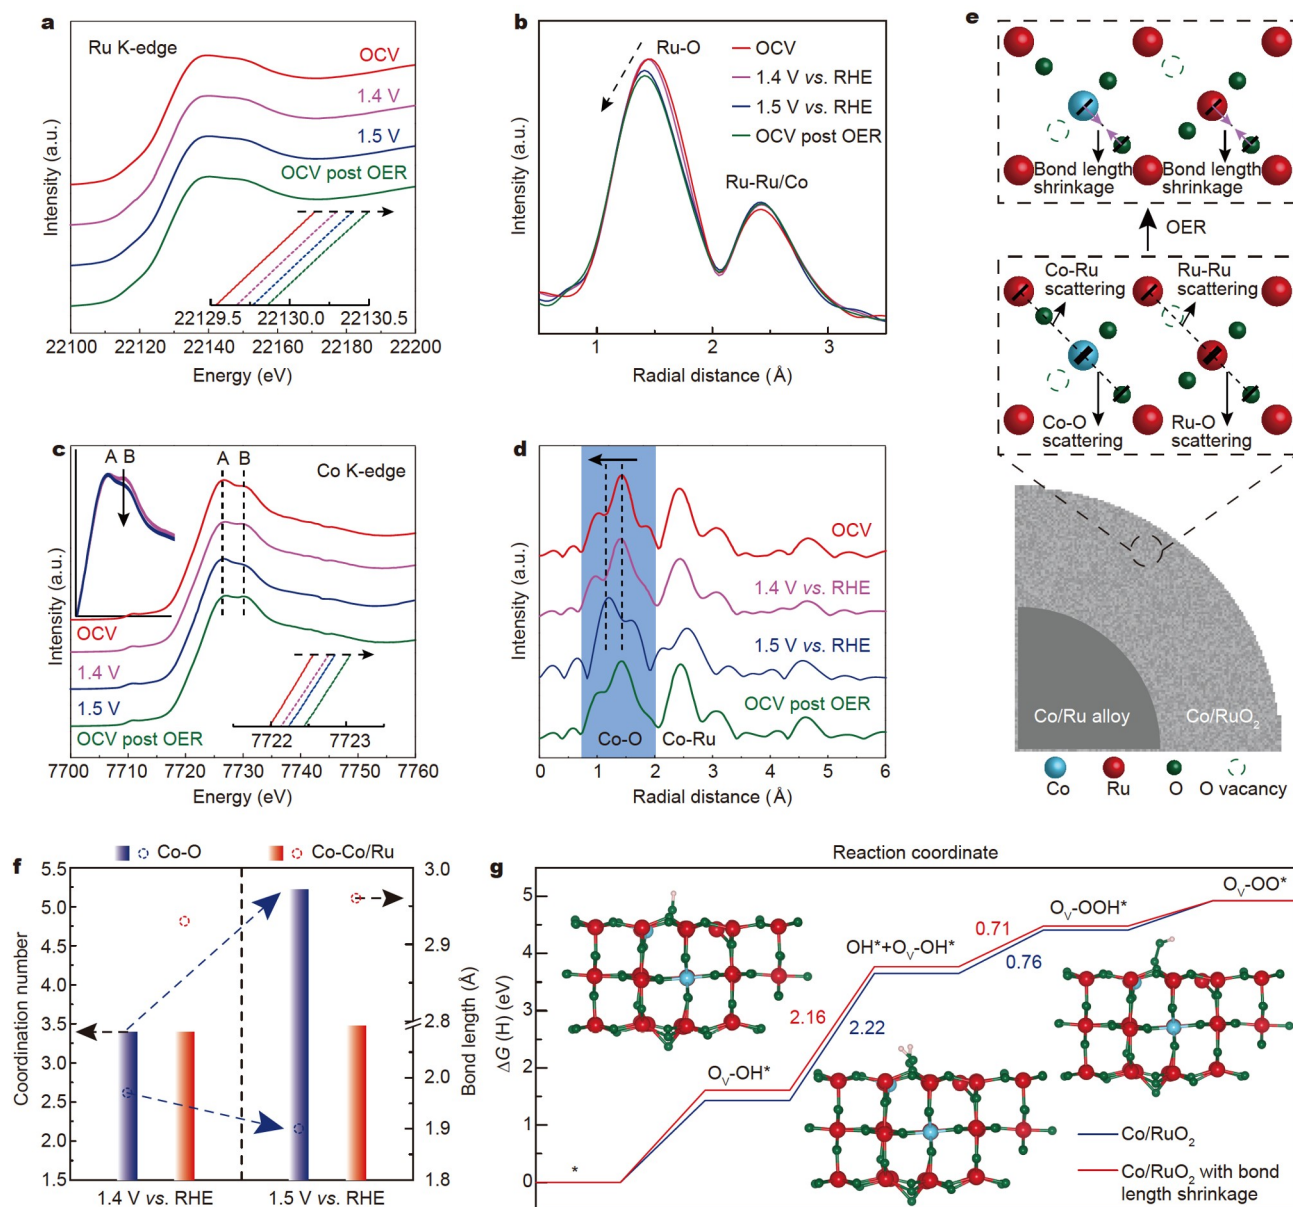 a
Ru K-edge
OCV
1.4 V
1.5 V
OCV post OER
22129.5 22130.0 22130.5
22100 22120 22140 22160 22180 22200
Energy (eV)
Intensity (a.u.)
b
Ru-O
OCV
1.4 V vs. RHE
1.5 V vs. RHE
OCV post OER
Ru-Ru/Co
1 2 3
Radial distance (Å)
Intensity (a.u.)
c
A B
A B
Co K-edge
OCV
1.4 V
1.5 V
OCV post OER
7722 7723
7700 7710 7720 7730 7740 7750 7760
Energy (eV)
Intensity (a.u.)
d
OCV
1.4 V vs. RHE
1.5 V vs. RHE
OCV post OER
Co-O Co-Ru
0 1 2 3 4 5 6
Radial distance (Å)
Intensity (a.u.)
e
Bond length
shrinkage
Bond length
shrinkage
OER
Co-Ru
scattering
Ru-Ru
scattering
Co-O
scattering
Ru-O
scattering
Co/Ru alloy
Co/RuO2
Co Ru O O vacancy
f
Co-O Co-Co/Ru
5.5
5.0
4.5
4.0
3.5
3.0
2.5
2.0
1.5
Coordination number
3.0
2.9
2.8
2.0
1.9
1.8
Bond length (Å)
1.4 V vs. RHE 1.5 V vs. RHE
g
Reaction coordinate
5
4
3
2
1
0
ΔG (H) (eV)
*
OV-OH*
2.16
2.22
OH*+OV-OH*
0.71
0.76
OV-OOH*
OV-OO*
Co/RuO2
Co/RuO2 with bond
length shrinkage